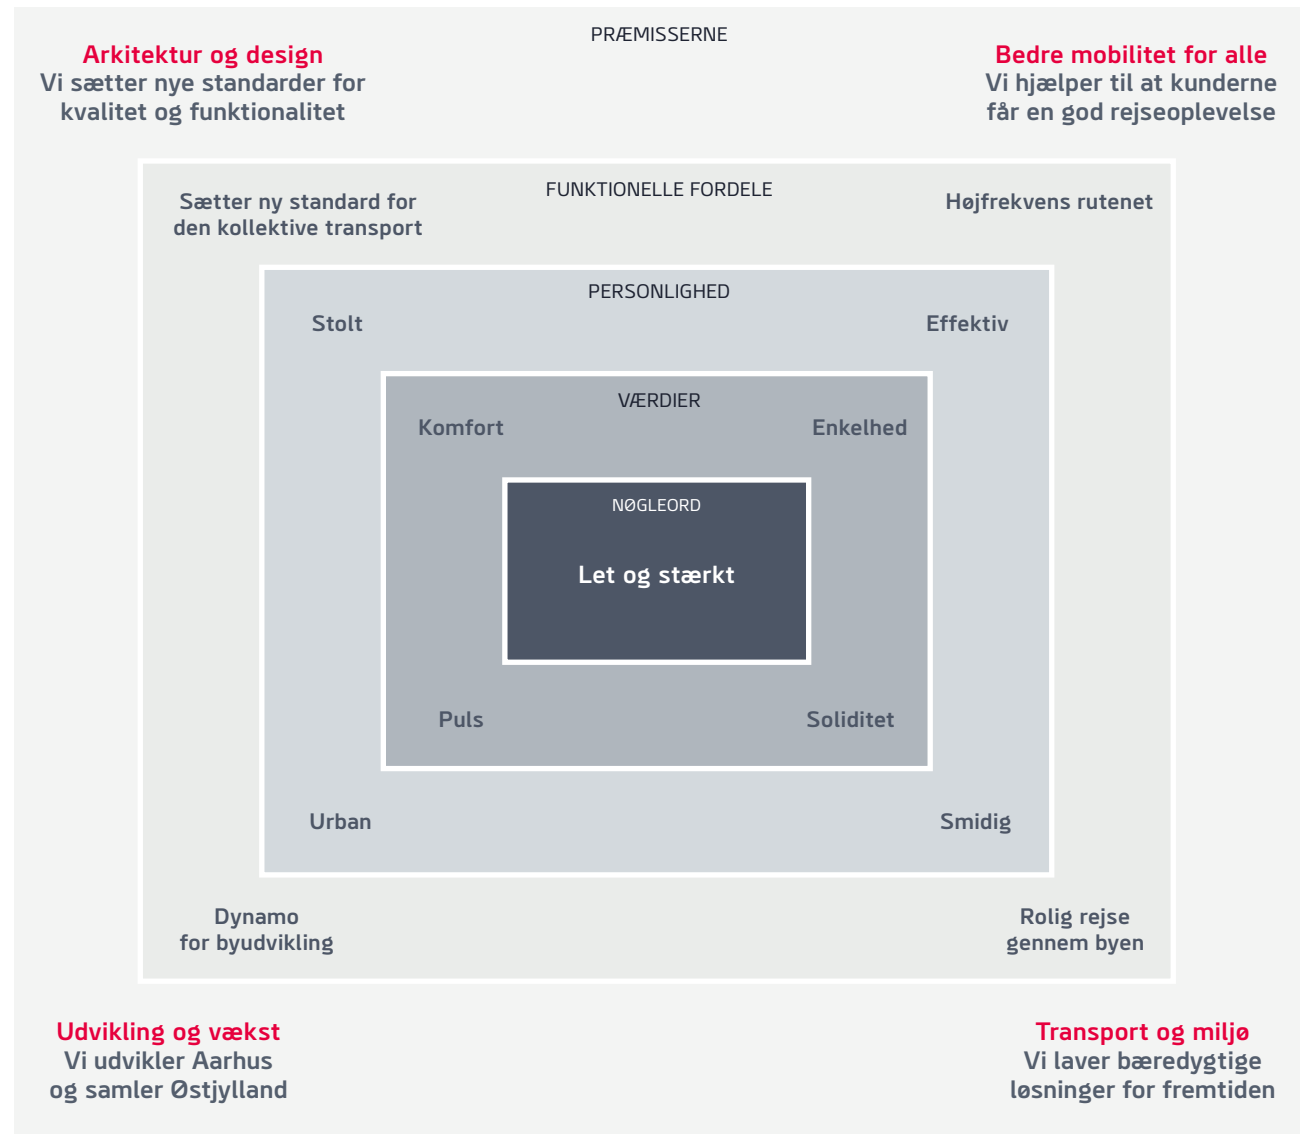 PRÆMISSERNE
Arkitektur og design
Vi sætter nye standarder for
kvalitet og funktionalitet
Bedre mobilitet for alle
Vi hjælper til at kunderne
får en god rejseoplevelse
FUNKTIONELLE FORDELE
Sætter ny standard for
den kollektive transport
Højfrekvens rutenet
PERSONLIGHED
Stolt
Effektiv
VÆRDIER
Komfort
Enkelhed
NØGLEORD
Let og stærkt
Puls
Soliditet
Urban
Smidig
Dynamo
for byudvikling
Rolig rejse
gennem byen
Udvikling og vækst
Vi udvikler Aarhus
og samler Østjylland
Transport og miljø
Vi laver bæredygtige
løsninger for fremtiden